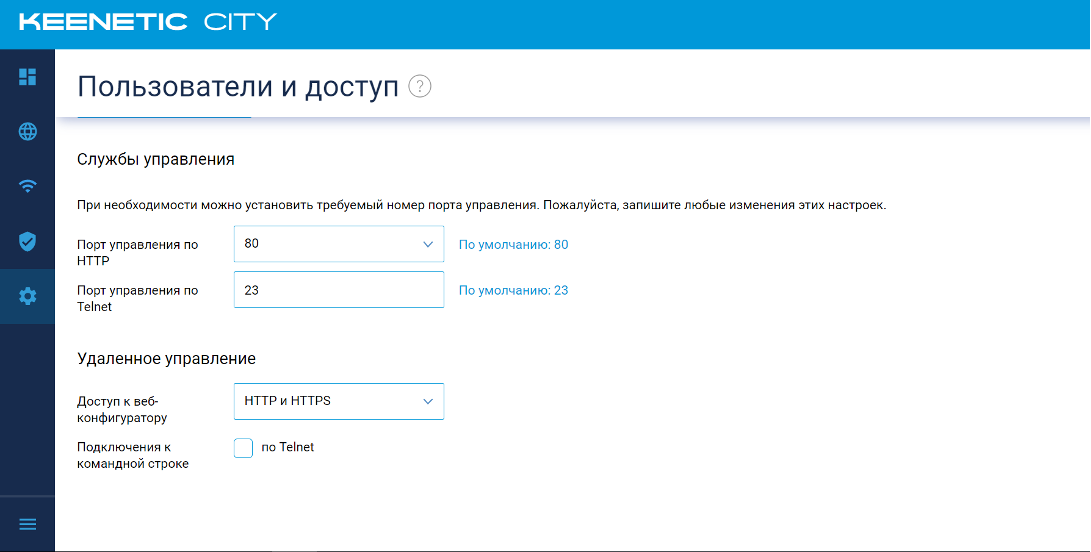 KEENETIC CITY
Пользователи и доступ ?
Службы управления
При необходимости можно установить требуемый номер порта управления. Пожалуйста, запишите любые изменения этих настроек.
Порт управления по
HTTP
80
По умолчанию: 80
Порт управления по
Telnet
23
По умолчанию: 23
Удаленное управление
Доступ к веб-
конфигуратору
HTTP и HTTPS
Подключения к
командной строке
по Telnet